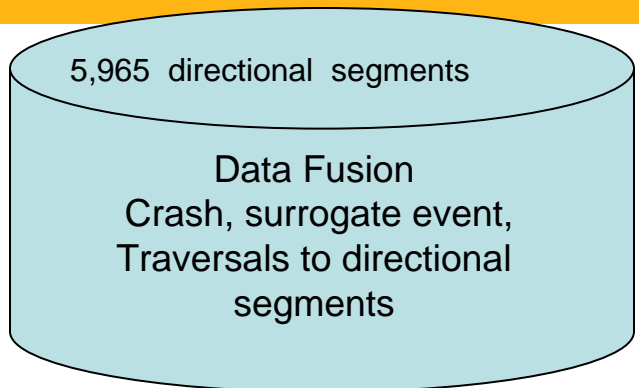 5,965 directional segments
Data Fusion
Crash, surrogate event,
Traversals to directional
segments